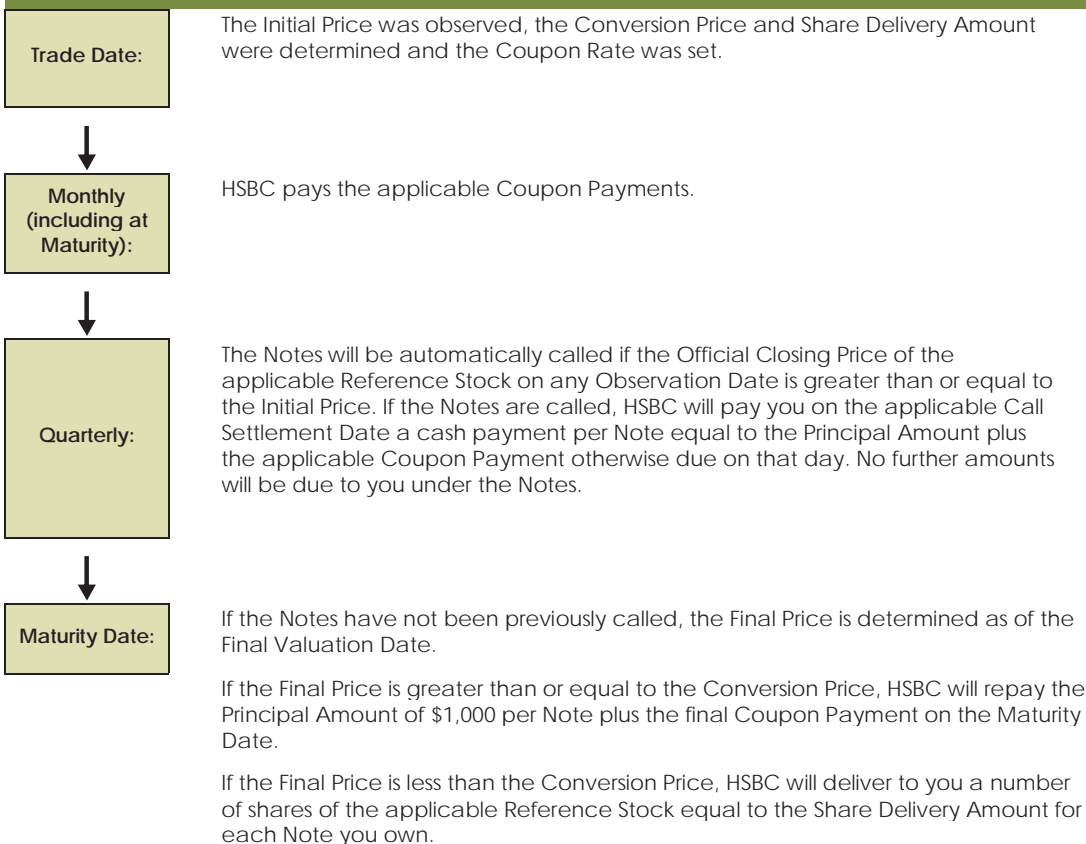 Trade Date:
The Initial Price was observed, the Conversion Price and Share Delivery Amount
were determined and the Coupon Rate was set.
Monthly
(including at
Maturity):
HSBC pays the applicable Coupon Payments.
Quarterly:
The Notes will be automatically called if the Official Closing Price of the
applicable Reference Stock on any Observation Date is greater than or equal to
the Initial Price. If the Notes are called, HSBC will pay you on the applicable Call
Settlement Date a cash payment per Note equal to the Principal Amount plus
the applicable Coupon Payment otherwise due on that day. No further amounts
will be due to you under the Notes.
Maturity Date:
If the Notes have not been previously called, the Final Price is determined as of the
Final Valuation Date.
If the Final Price is greater than or equal to the Conversion Price, HSBC will repay the
Principal Amount of $1,000 per Note plus the final Coupon Payment on the Maturity
Date.
If the Final Price is less than the Conversion Price, HSBC will deliver to you a number
of shares of the applicable Reference Stock equal to the Share Delivery Amount for
each Note you own.